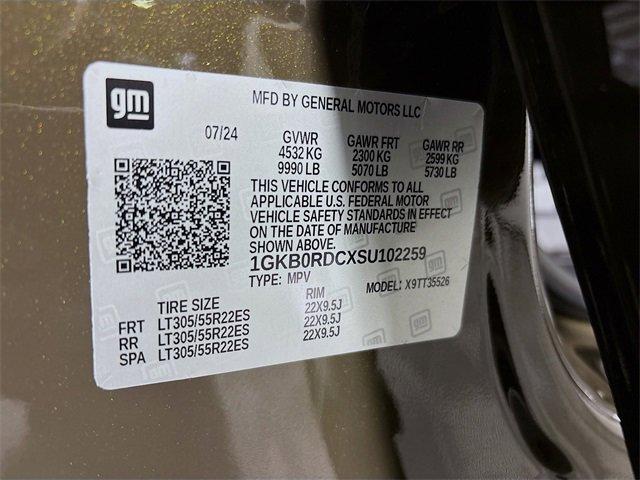 gm
MFD BY GENERAL MOTORS LLC
07/24 GVWR GAWR FRT GAWR RR
4532 KG 2300 KG 2599 KG
9990 LB 5070 LB 5730 LB
THIS VEHICLE CONFORMS TO ALL
APPLICABLE U.S. FEDERAL MOTOR
VEHICLE SAFETY STANDARDS IN EFFECT
ON THE DATE OF MANUFACTURE
SHOWN ABOVE.
1GKB0RDCXSU102259
TYPE: MPV MODEL: X9TT35526
TIRE SIZE RIM
FRT LT305/55R22ES 22X9.5J
RR LT305/55R22ES 22X9.5J
SPA LT305/55R22ES 22X9.5J